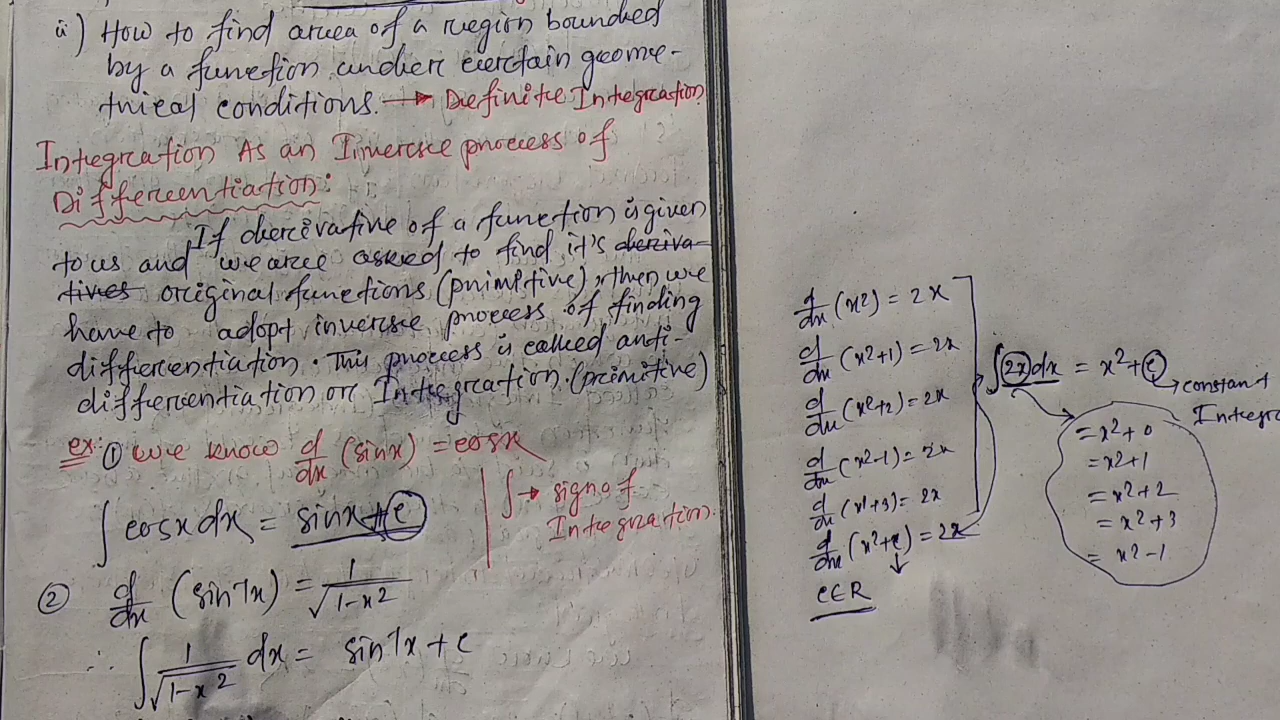 ii) How to find area of a region bounded
by a function under certain geome-
trical conditions. → Definite Integration
Integration As an Inverse process of
Differentiation:
If derivative of a function is given
to us and we are asked to find it's deriva-
tives original functions (primitive), then we
have to adopt inverse process of finding
differentiation. This process is called anti-
differentiation or Integration. (primitive)
ex: ① we know d/dx (sinx) = cosx
∫ cosx dx = sinx + c
∫ → sign of
Integration.
② d/dx (sin⁻¹x) = 1/√1-x²
∴ ∫ 1/√1-x² dx = sin⁻¹x + c
d/dx (x²) = 2x
d/dx (x²+1) = 2x
d/dx (x²+2) = 2x
d/dx (x²-1) = 2x
d/dx (x²+3) = 2x
d/dx (x²+c) = 2x
c∈R
∫ 2x dx = x² + c
→ constant
Integr
= x²+0
= x²+1
= x²+2
= x²+3
= x²-1